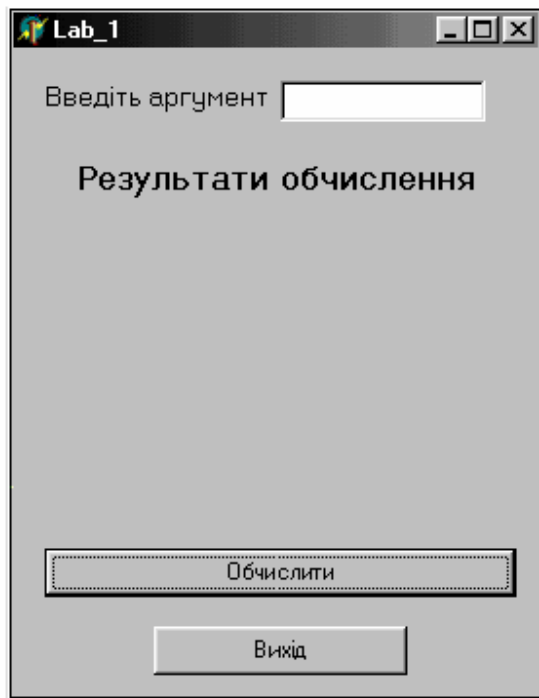 Lab_1
Введіть аргумент
Результати обчислення
Обчислити
Вихід